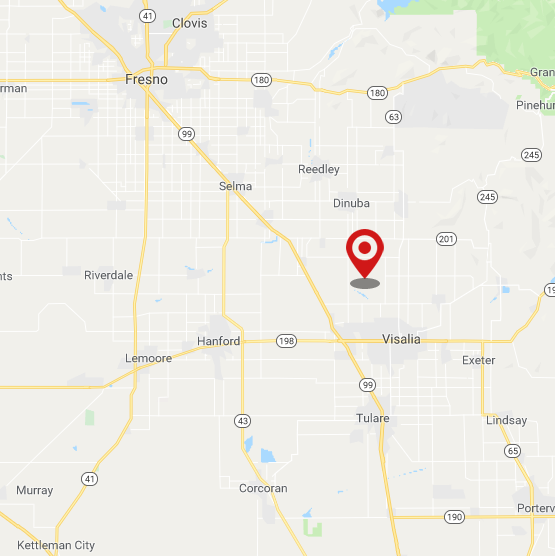 41
Clovis
Fresno
rman
180
180
Gran
63
Pinehur
99
245
Reedley
Selma
245
Dinuba
201
nts
Riverdale
19
Hanford
198
Visalia
Lemoore
Exeter
99
Tulare
43
Lindsay
65
41
Murray
Corcoran
Porterv
190
Kettleman City